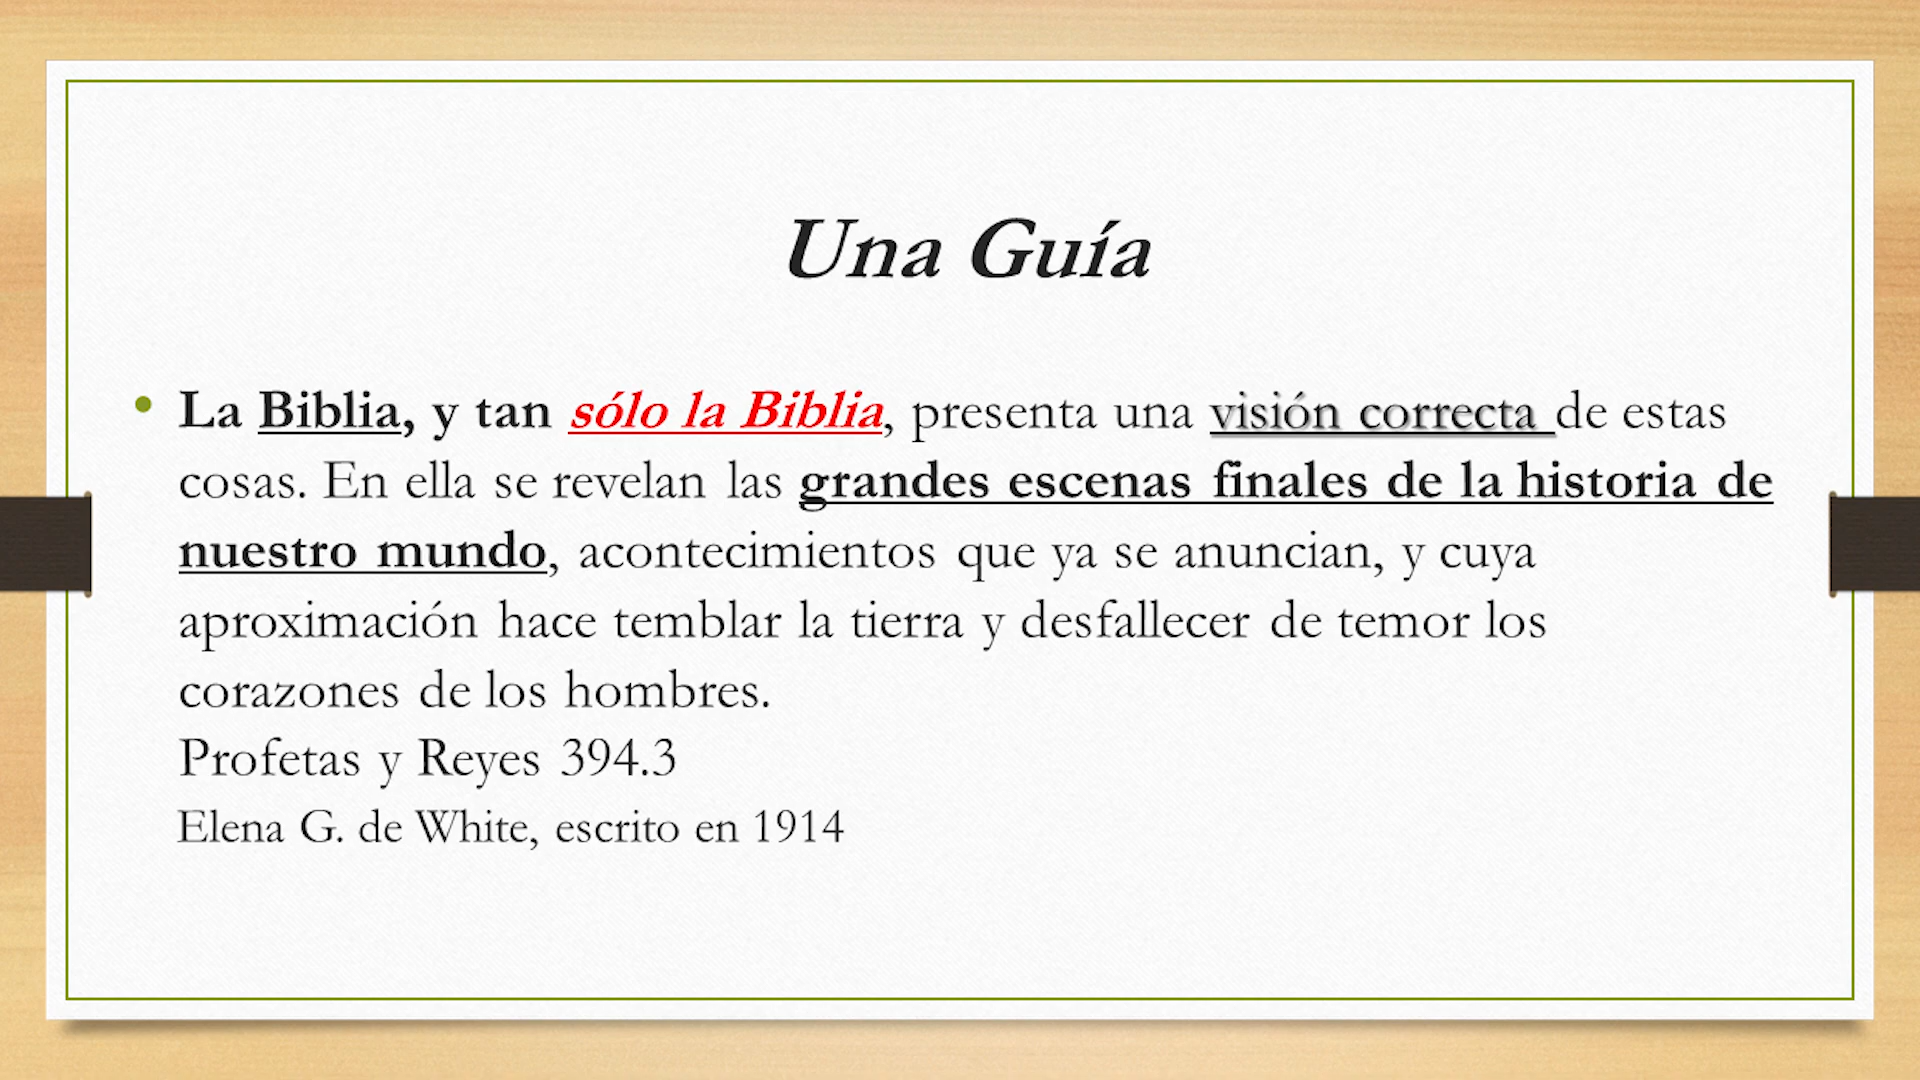 Una Guía
• La Biblia, y tan sólo la Biblia, presenta una visión correcta de estas
cosas. En ella se revelan las grandes escenas finales de la historia de
nuestro mundo, acontecimientos que ya se anuncian, y cuya
aproximación hace temblar la tierra y desfallecer de temor los
corazones de los hombres.
Profetas y Reyes 394.3
Elena G. de White, escrito en 1914